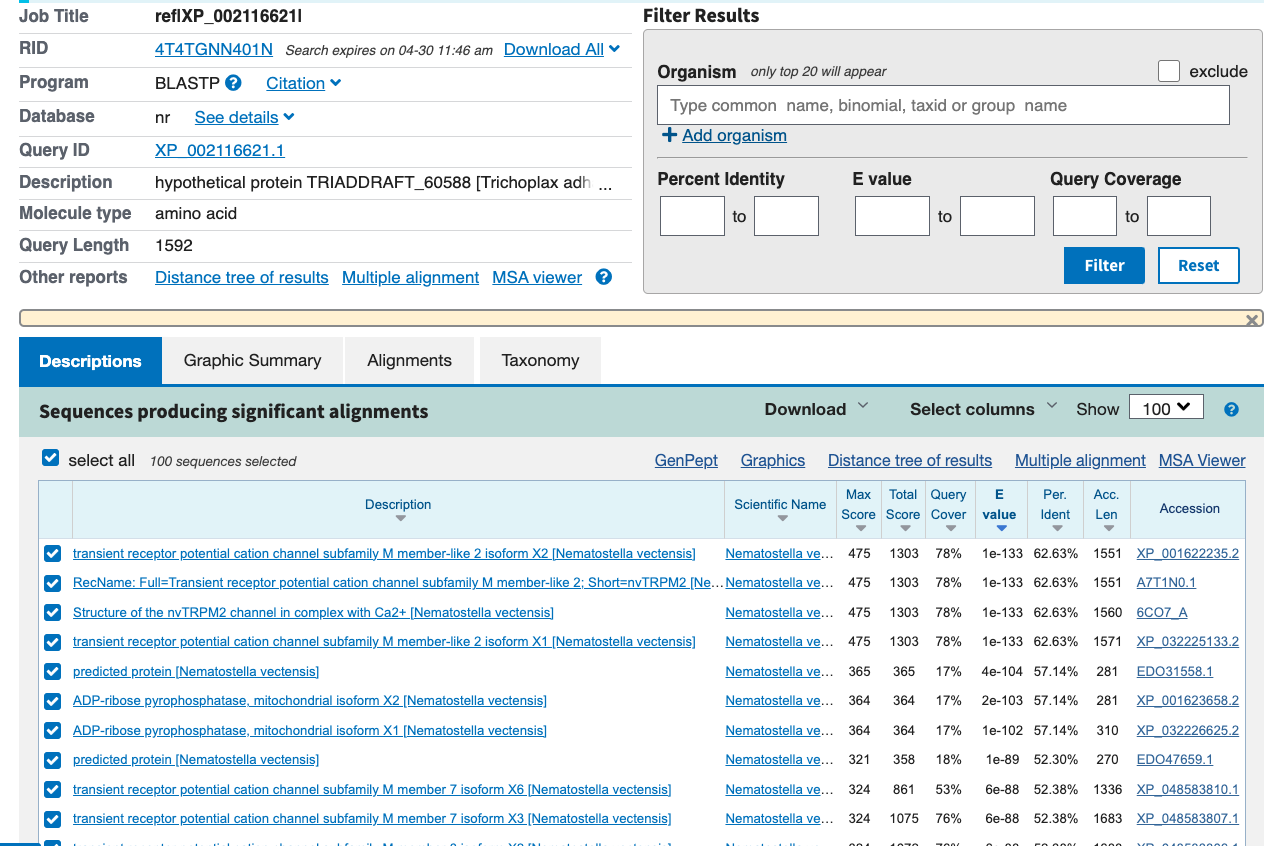 Job Title ref|XP_002116621|
RID 4T4TGNN401N Search expires on 04-30 11:46 am Download All
Program BLASTP ? Citation
Database nr See details
Query ID XP_002116621.1
Description hypothetical protein TRIADDRAFT_60588 [Trichoplax adh ...
Molecule type amino acid
Query Length 1592
Other reports Distance tree of results Multiple alignment MSA viewer ?
Filter Results
Organism only top 20 will appear exclude
Type common name, binomial, taxid or group name
+ Add organism
Percent Identity E value Query Coverage
to to to
Filter Reset
Descriptions Graphic Summary Alignments Taxonomy
Sequences producing significant alignments Download Select columns Show 100 ?
select all 100 sequences selected GenPept Graphics Distance tree of results Multiple alignment MSA Viewer
Description Scientific Name Max Score Total Score Query Cover E value Per. Ident Acc. Len Accession
transient receptor potential cation channel subfamily M member-like 2 isoform X2 [Nematostella vectensis] Nematostella ve... 475 1303 78% 1e-133 62.63% 1551 XP_001622235.2
RecName: Full=Transient receptor potential cation channel subfamily M member-like 2; Short=nvTRPM2 [Ne... Nematostella ve... 475 1303 78% 1e-133 62.63% 1551 A7T1N0.1
Structure of the nvTRPM2 channel in complex with Ca2+ [Nematostella vectensis] Nematostella ve... 475 1303 78% 1e-133 62.63% 1560 6CO7_A
transient receptor potential cation channel subfamily M member-like 2 isoform X1 [Nematostella vectensis] Nematostella ve... 475 1303 78% 1e-133 62.63% 1571 XP_032225133.2
predicted protein [Nematostella vectensis] Nematostella ve... 365 365 17% 4e-104 57.14% 281 EDO31558.1
ADP-ribose pyrophosphatase, mitochondrial isoform X2 [Nematostella vectensis] Nematostella ve... 364 364 17% 2e-103 57.14% 281 XP_001623658.2
ADP-ribose pyrophosphatase, mitochondrial isoform X1 [Nematostella vectensis] Nematostella ve... 364 364 17% 1e-102 57.14% 310 XP_032226625.2
predicted protein [Nematostella vectensis] Nematostella ve... 321 358 18% 1e-89 52.30% 270 EDO47659.1
transient receptor potential cation channel subfamily M member 7 isoform X6 [Nematostella vectensis] Nematostella ve... 324 861 53% 6e-88 52.38% 1336 XP_048583810.1
transient receptor potential cation channel subfamily M member 7 isoform X3 [Nematostella vectensis] Nematostella ve... 324 1075 76% 6e-88 52.38% 1683 XP_048583807.1